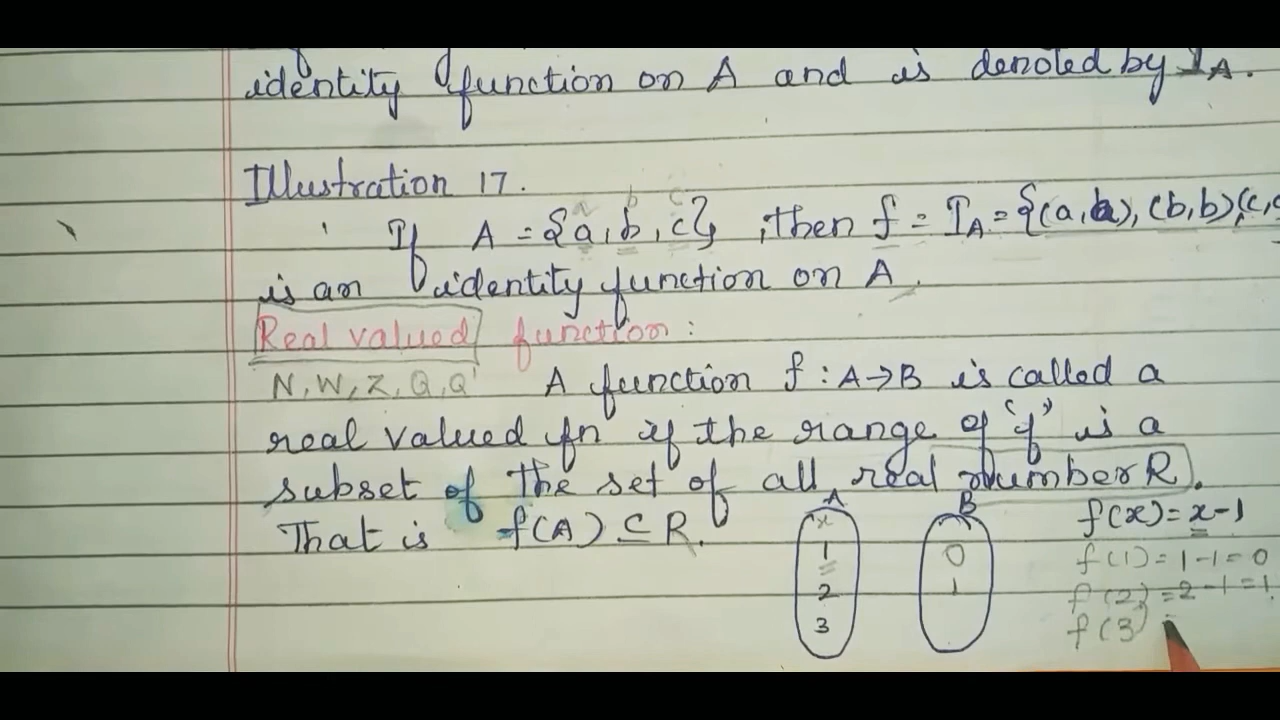 identity function on A and is denoted by I_A.
Illustration 17.
If A = {a, b, c}, then f = I_A = {(a, a), (b, b) (c, c
is an identity function on A.
Real valued function:
N, W, Z, Q, Q' A function f : A→B is called a
real valued fn if the range of 'f' is a
subset of the set of all real number R.
That is f(A) ⊆ R.
A B f(x) = x-1
x
1 0 f(1) = 1-1 = 0
2 1 f(2) = 2-1 = 1
3 f(3) =